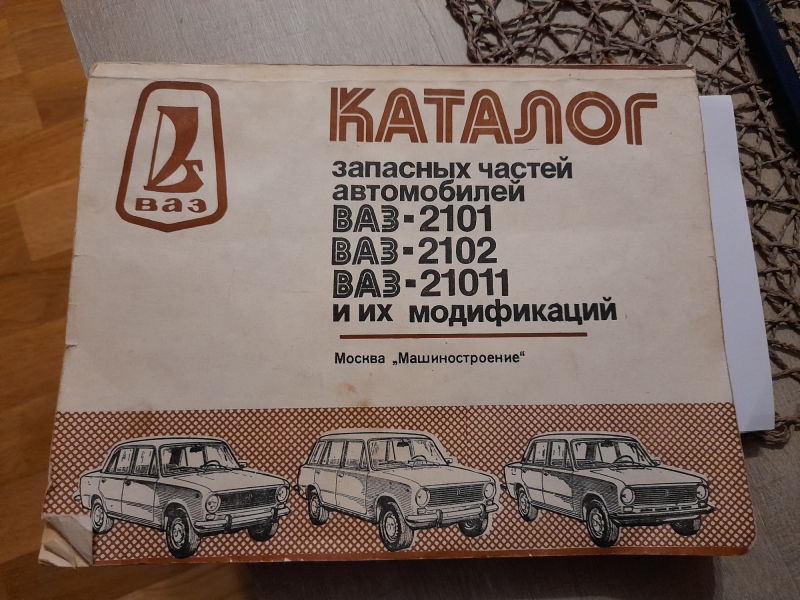 ВАЗ
КАТАЛОГ
запасных частей
автомобилей
ВАЗ-2101
ВАЗ-2102
ВАЗ-21011
и их модификаций
Москва „Машиностроение“